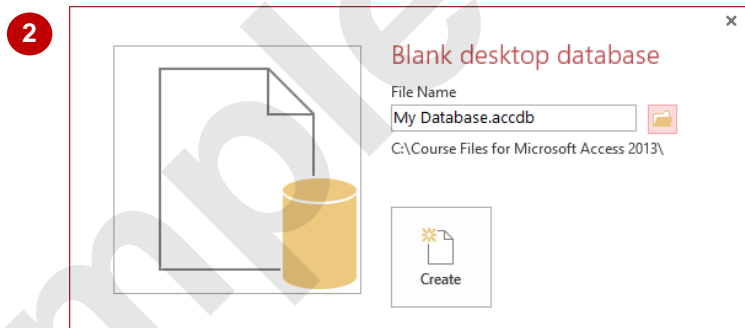 2
Blank desktop database
File Name
My Database.accdb
C:\Course Files for Microsoft Access 2013\
Create